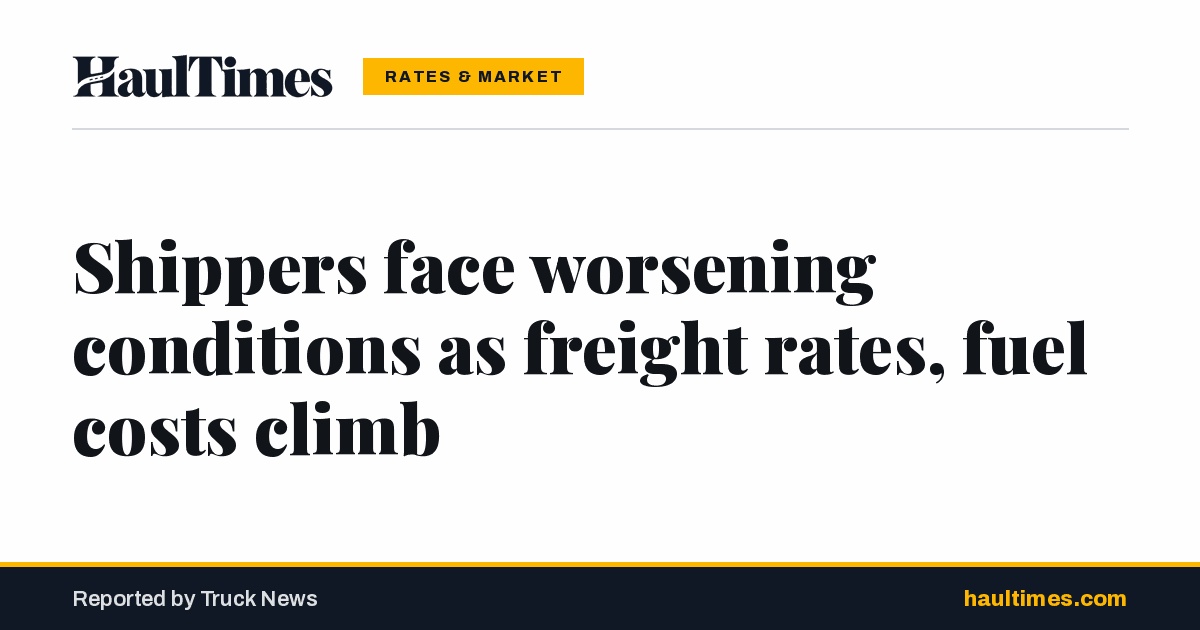 HaulTimes
RATES & MARKET
Shippers face worsening
conditions as freight rates, fuel
costs climb
Reported by Truck News
haultimes.com